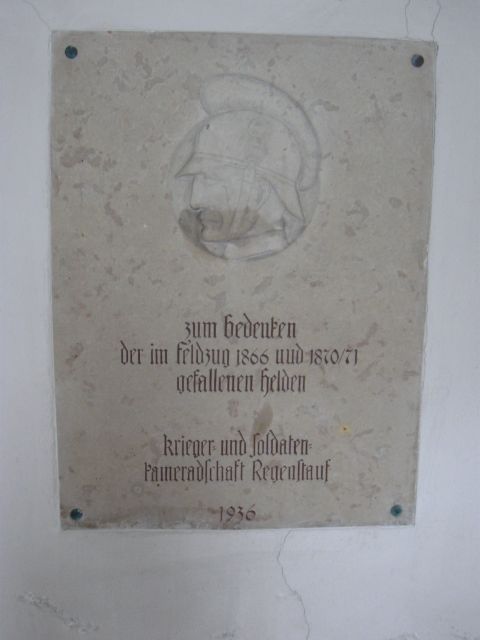 zum Gedenken
der im Feldzug 1866 und 1870/71
gefallenen Helden
Krieger- und Soldaten-
kameradschaft Regenstauf
1936